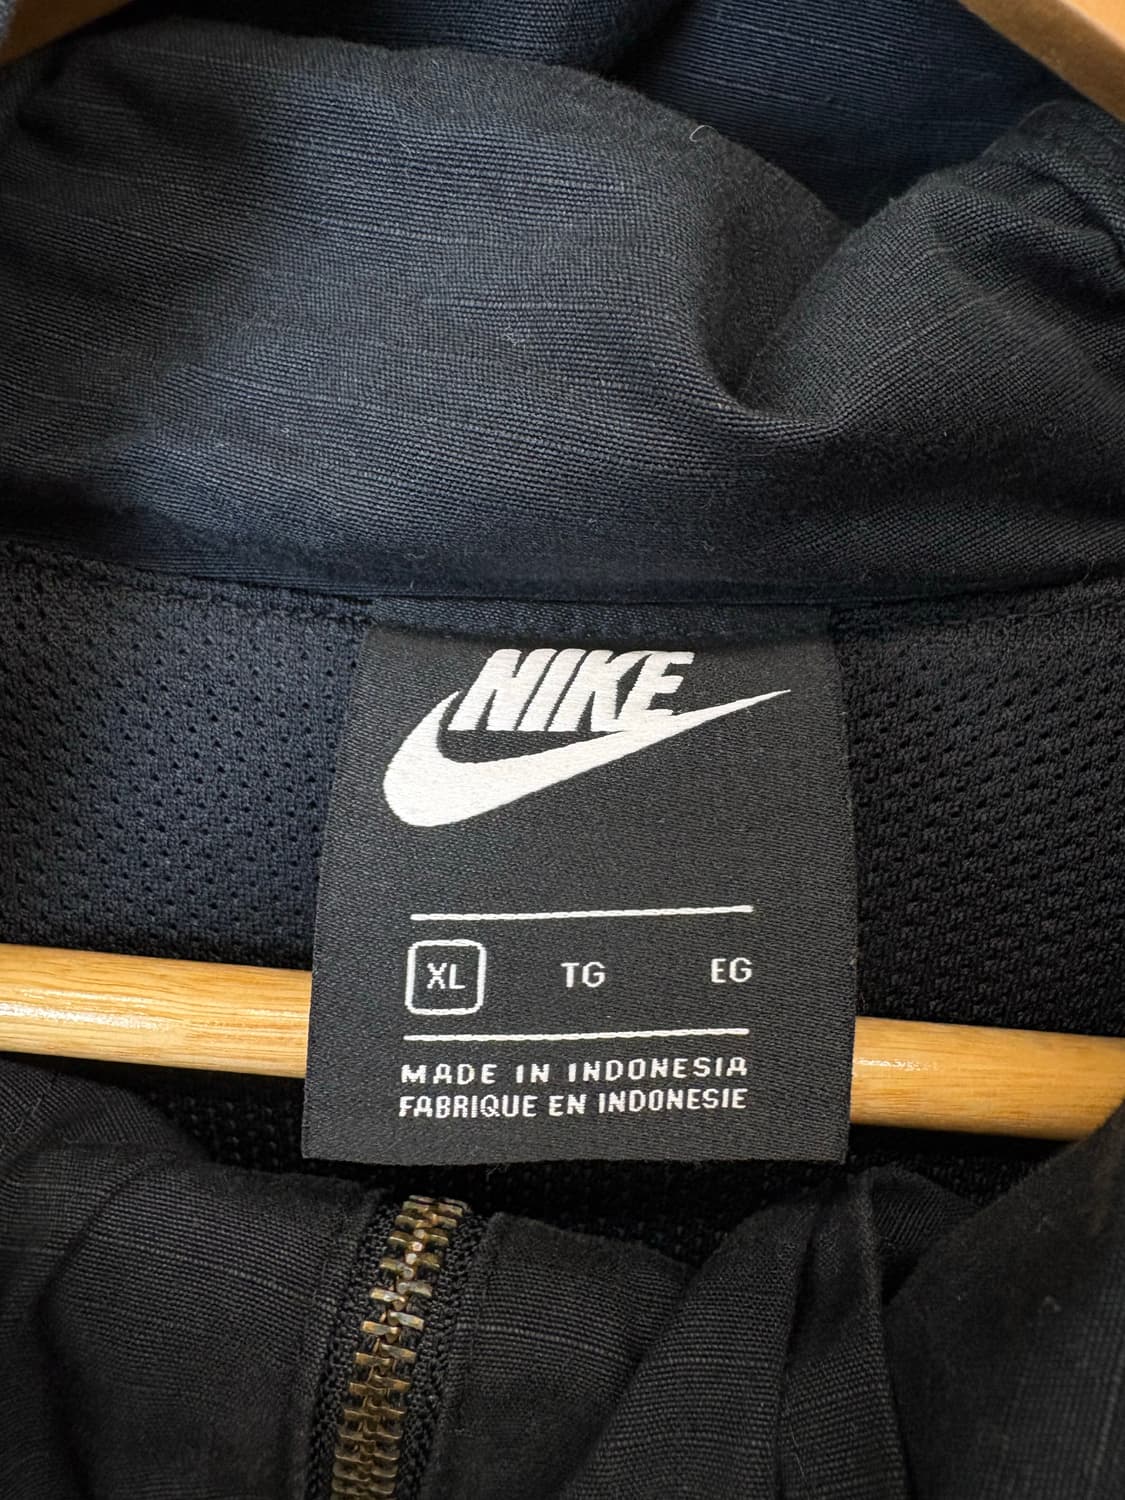 NIKE
XL TG EG
MADE IN INDONESIA
FABRIQUE EN INDONESIE